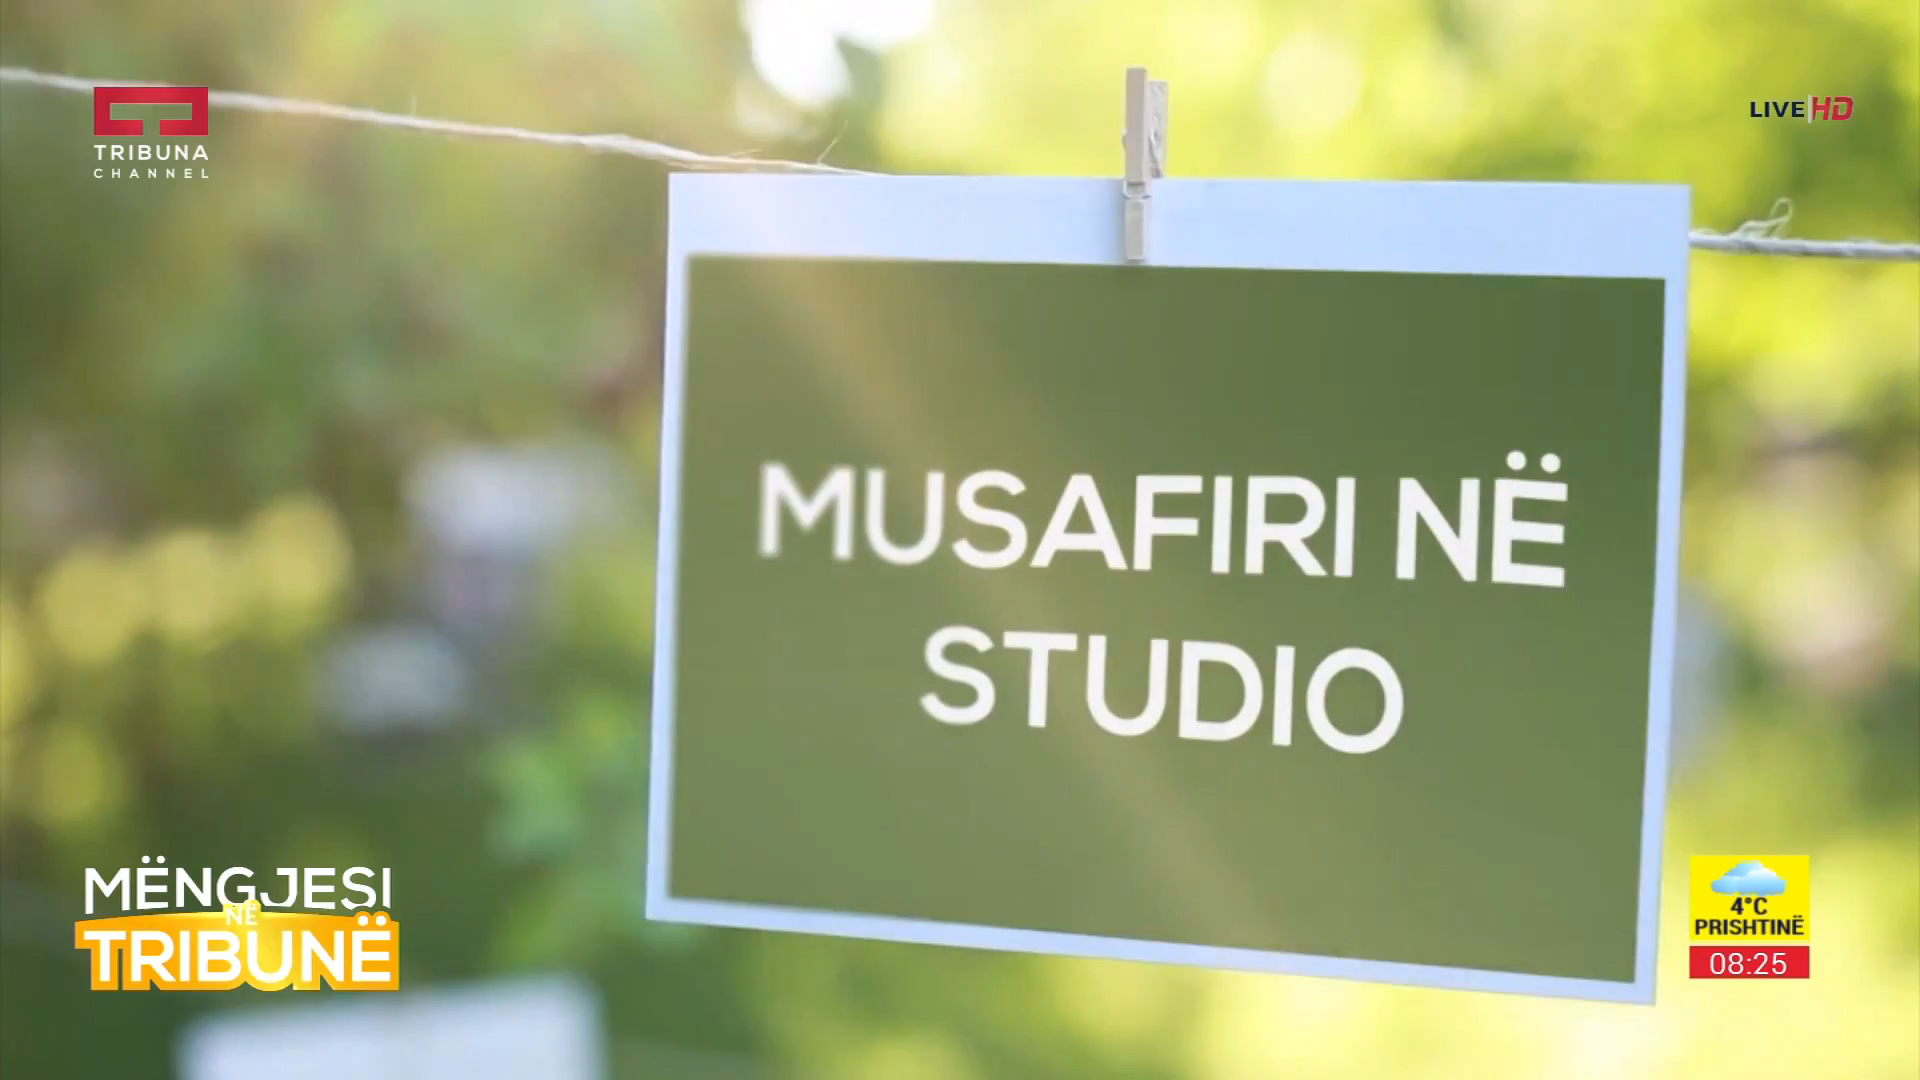 TRIBUNA
CHANNEL
LIVE HD
MUSAFIRI NË
STUDIO
MËNGJESI
NË
TRIBUNË
4°C
PRISHTINË
08:25